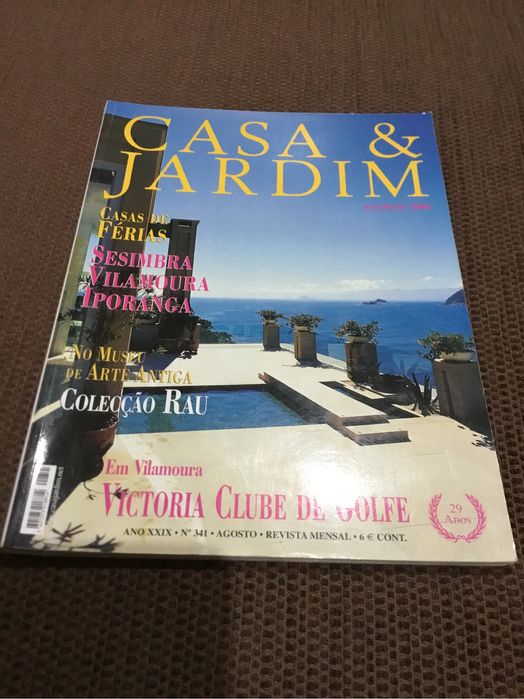 CASA &
JARDIM
AGOSTO
CASAS DE
FÉRIAS
SESIMBRA
VILAMOURA
IPORANGA
NO MUSEU
DE ARTE ANTIGA
COLECÇÃO RAU
Em Vilamoura
VICTORIA CLUBE DE GOLFE
29
ANOS
ANO XXIX • Nº 341 • AGOSTO • REVISTA MENSAL • 6 € CONT.